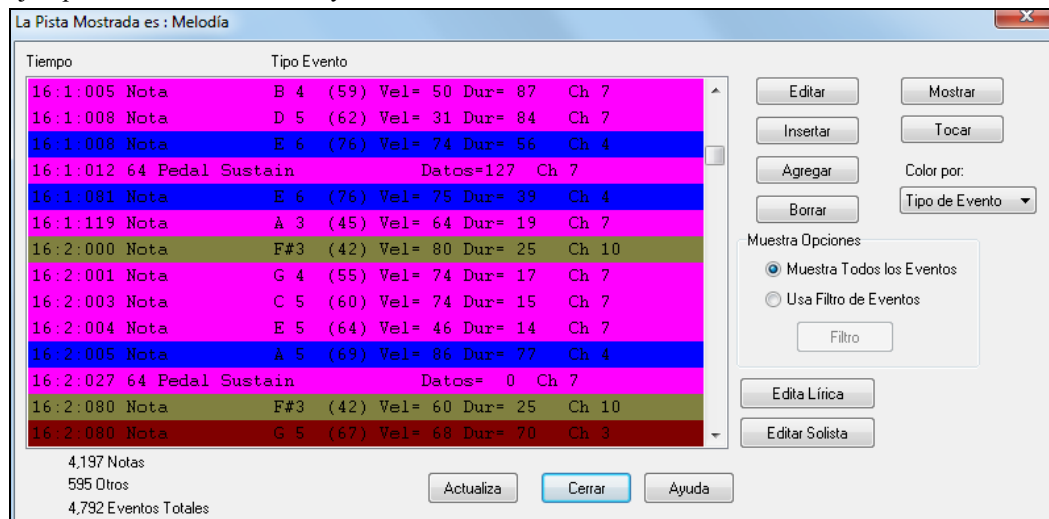 La Pista Mostrada es : Melodía
Tiempo Tipo Evento
16:1:005 Nota B 4 (59) Vel= 50 Dur= 87 Ch 7
16:1:008 Nota D 5 (62) Vel= 31 Dur= 84 Ch 7
16:1:008 Nota E 6 (76) Vel= 74 Dur= 56 Ch 4
16:1:012 64 Pedal Sustain Datos=127 Ch 7
16:1:081 Nota E 6 (76) Vel= 75 Dur= 39 Ch 4
16:1:119 Nota A 3 (45) Vel= 64 Dur= 19 Ch 7
16:2:000 Nota F#3 (42) Vel= 80 Dur= 25 Ch 10
16:2:001 Nota G 4 (55) Vel= 74 Dur= 17 Ch 7
16:2:003 Nota C 5 (60) Vel= 74 Dur= 15 Ch 7
16:2:004 Nota E 5 (64) Vel= 46 Dur= 14 Ch 7
16:2:005 Nota A 5 (69) Vel= 86 Dur= 77 Ch 4
16:2:027 64 Pedal Sustain Datos= 0 Ch 7
16:2:080 Nota F#3 (42) Vel= 60 Dur= 25 Ch 10
16:2:080 Nota G 5 (67) Vel= 68 Dur= 70 Ch 3
4,197 Notas
595 Otros
4,792 Eventos Totales
Editar
Insertar
Agregar
Borrar
Mostrar
Tocar
Color por:
Tipo de Evento
Muestra Opciones
Muestra Todos los Eventos
Usa Filtro de Eventos
Filtro
Edita Lírica
Editar Solista
Actualiza
Cerrar
Ayuda